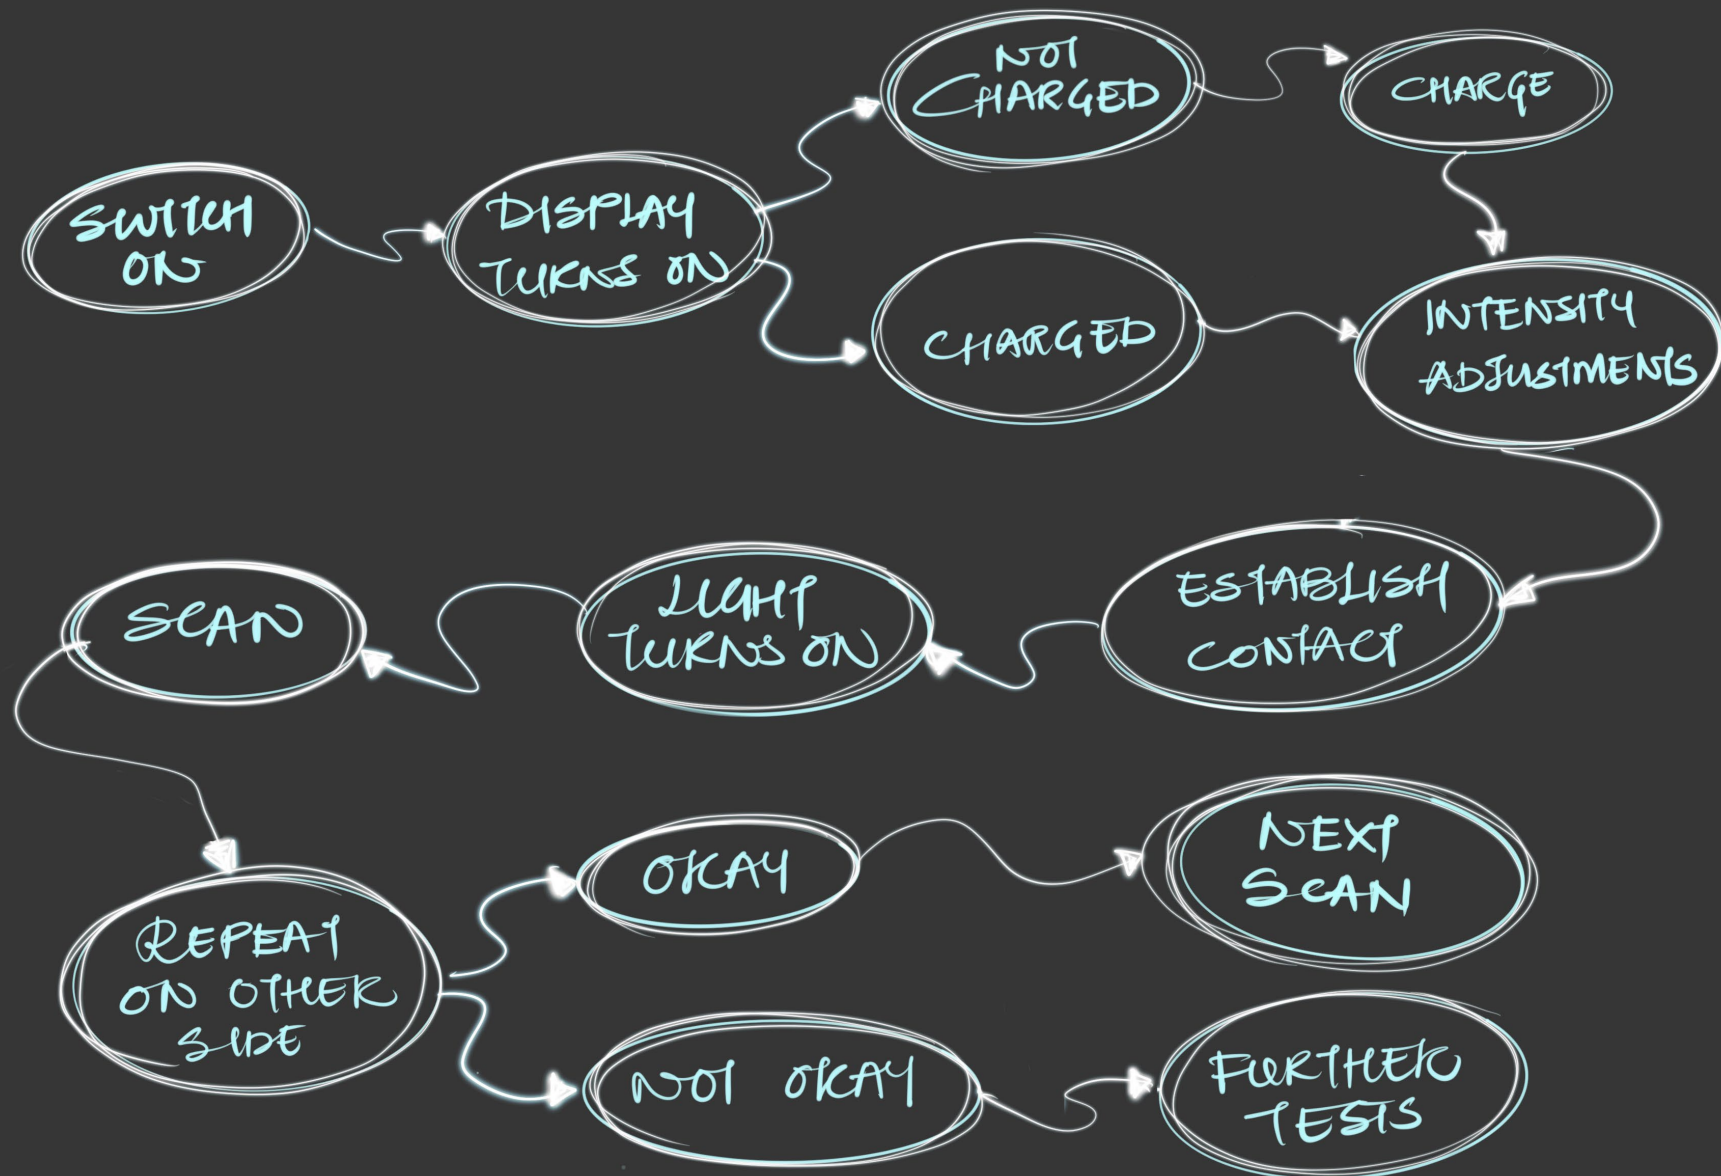 SWITCH
ON
DISPLAY
TURNS ON
NOT
CHARGED
CHARGE
CHARGED
INTENSITY
ADJUSTMENTS
ESTABLISH
CONTACT
LIGHT
TURNS ON
SCAN
REPEAT
ON OTHER
SIDE
OKAY
NEXT
SCAN
NOT OKAY
FURTHER
TESTS